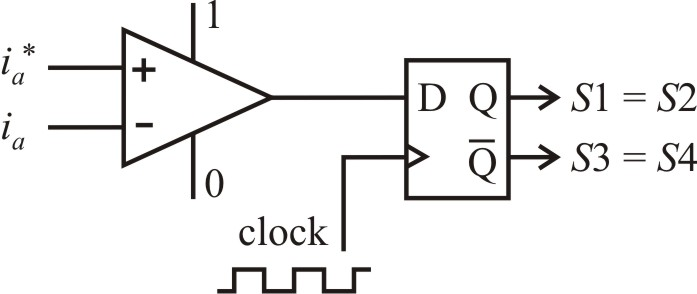 1
i_a*
+
i_a
−
0
D Q
Q̅
S1 = S2
S3 = S4
clock